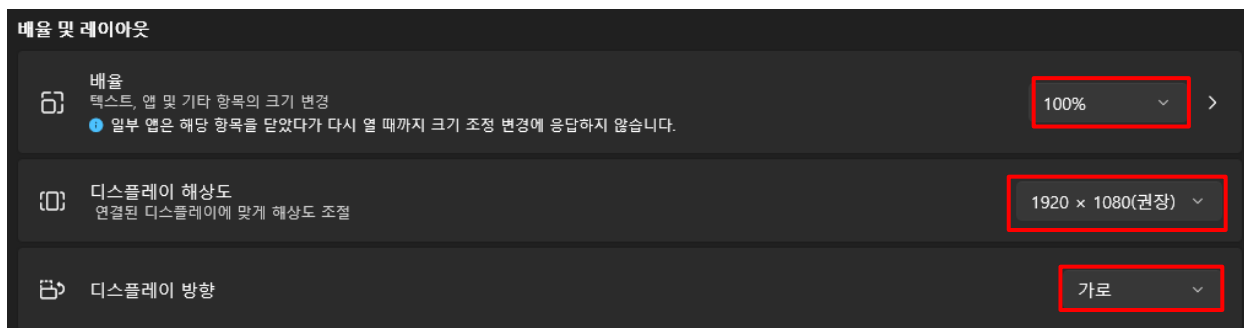 배율 및 레이아웃
배율
텍스트, 앱 및 기타 항목의 크기 변경
일부 앱은 해당 항목을 닫았다가 다시 열 때까지 크기 조정 변경에 응답하지 않습니다.
100%
디스플레이 해상도
연결된 디스플레이에 맞게 해상도 조절
1920 × 1080(권장)
디스플레이 방향
가로